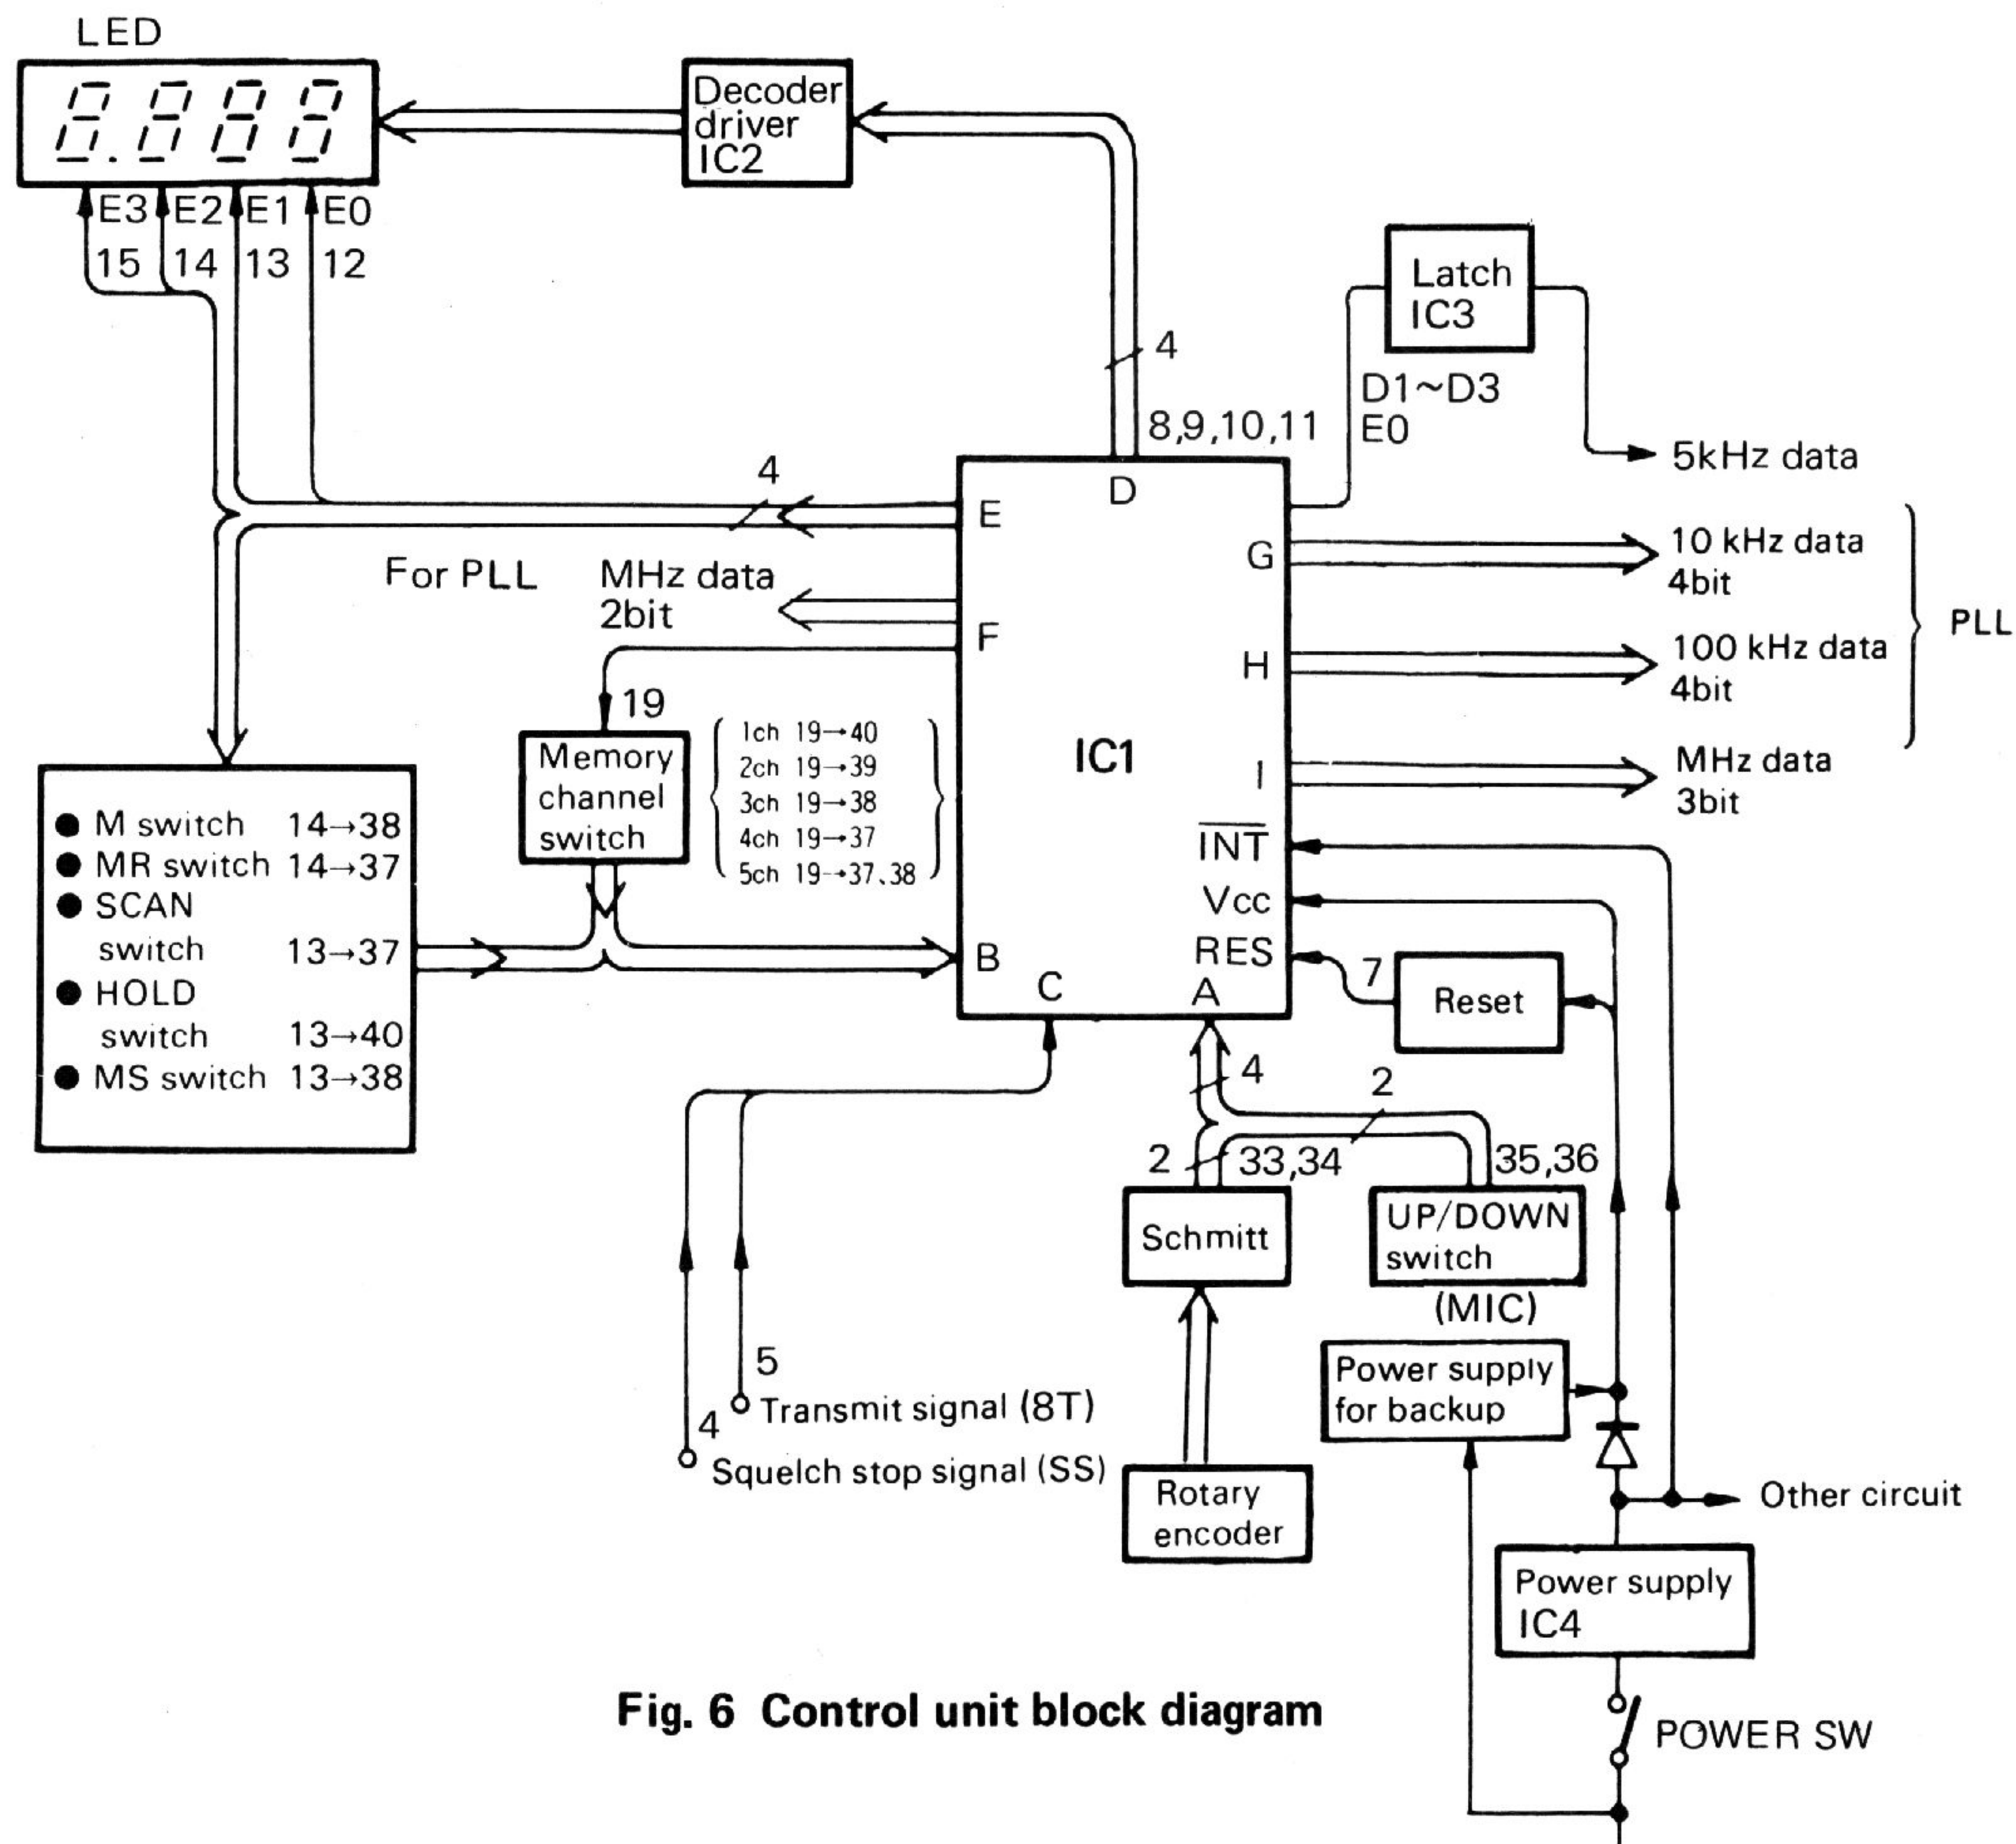 LED
8.888
Decoder
driver
IC2
E3 E2 E1 E0
15 14 13 12
Latch
IC3
4
D1~D3
E0
8,9,10,11
5kHz data
4
D
E
G
10 kHz data
4bit
For PLL
MHz data
2bit
F
H
100 kHz data
4bit
PLL
19
Memory
channel
switch
1ch 19→40
2ch 19→39
3ch 19→38
4ch 19→37
5ch 19→37、38
IC1
I
MHz data
3bit
● M switch 14→38
● MR switch 14→37
● SCAN
switch 13→37
● HOLD
switch 13→40
● MS switch 13→38
INT
Vcc
RES
B
C
A
7
Reset
4
2
2
33,34
35,36
Schmitt
UP/DOWN
switch
(MIC)
5
Transmit signal (8T)
4
Squelch stop signal (SS)
Power supply
for backup
Rotary
encoder
Other circuit
Power supply
IC4
POWER SW
Fig. 6 Control unit block diagram